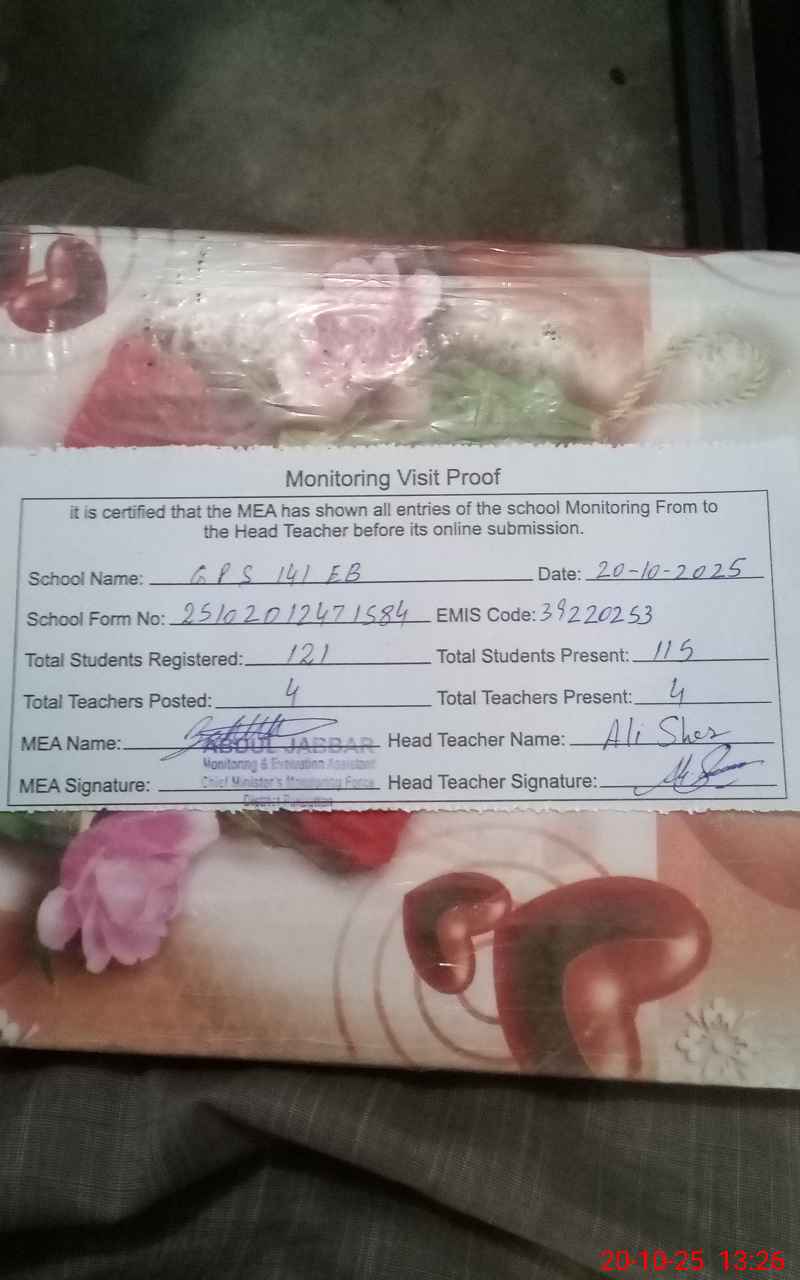 Monitoring Visit Proof
it is certified that the MEA has shown all entries of the school Monitoring From to
the Head Teacher before its online submission.
School Name: GPS 141 EB Date: 20-10-2025
School Form No: 25102012471584 EMIS Code: 39220253
Total Students Registered: 121 Total Students Present: 115
Total Teachers Posted: 4 Total Teachers Present: 4
MEA Name: ABDUL JABBAR Head Teacher Name: Ali Sher
Monitoring & Evaluation Assistant
MEA Signature: Chief Minister's Monitoring Force Head Teacher Signature:
District
20-10-25 13:26